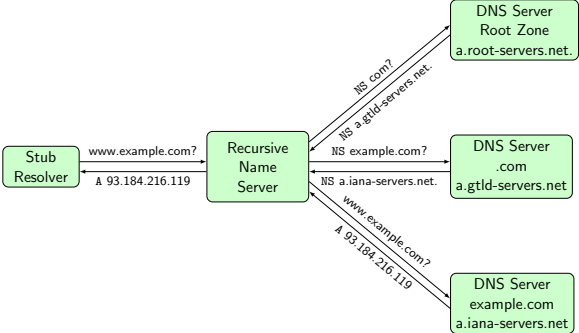 DNS Server
Root Zone
a.root-servers.net.
NS com?
NS a.gtld-servers.net.
Stub
Resolver
www.example.com?
A 93.184.216.119
Recursive
Name
Server
NS example.com?
NS a.iana-servers.net.
DNS Server
.com
a.gtld-servers.net
www.example.com?
A 93.184.216.119
DNS Server
example.com
a.iana-servers.net